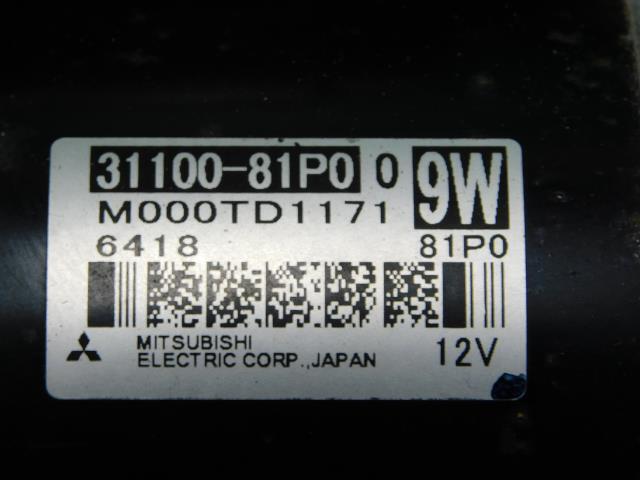 31100-81P0 0 9W
M000TD1171
6418 81P0
MITSUBISHI
ELECTRIC CORP.,JAPAN 12V